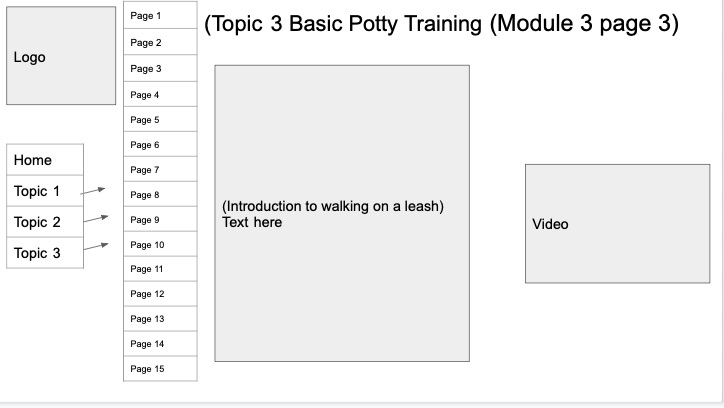 Logo
Home
Topic 1
Topic 2
Topic 3
Page 1
Page 2
Page 3
Page 4
Page 5
Page 6
Page 7
Page 8
Page 9
Page 10
Page 11
Page 12
Page 13
Page 14
Page 15
(Topic 3 Basic Potty Training (Module 3 page 3)
(Introduction to walking on a leash)
Text here
Video